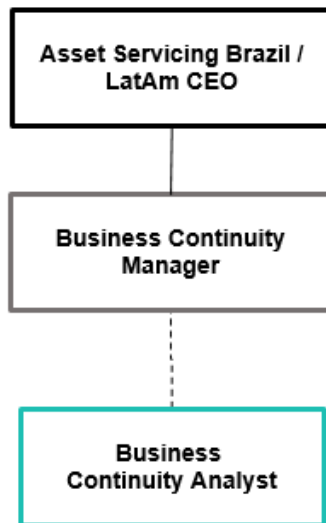 Asset Servicing Brazil /
LatAm CEO
Business Continuity
Manager
Business
Continuity Analyst